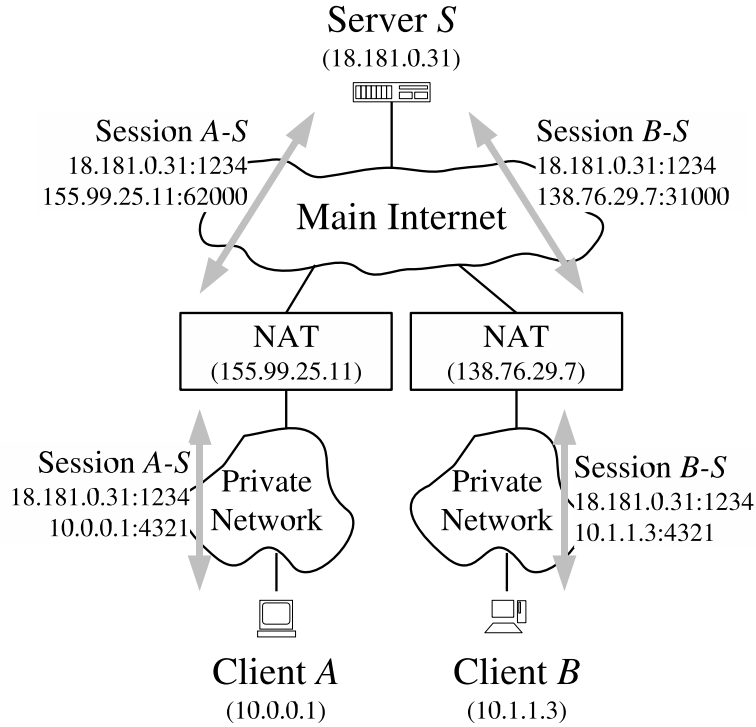 Server S
(18.181.0.31)
Session A-S
18.181.0.31:1234
155.99.25.11:62000
Session B-S
18.181.0.31:1234
138.76.29.7:31000
Main Internet
NAT
(155.99.25.11)
NAT
(138.76.29.7)
Session A-S
18.181.0.31:1234
10.0.0.1:4321
Private
Network
Private
Network
Session B-S
18.181.0.31:1234
10.1.1.3:4321
Client A
(10.0.0.1)
Client B
(10.1.1.3)